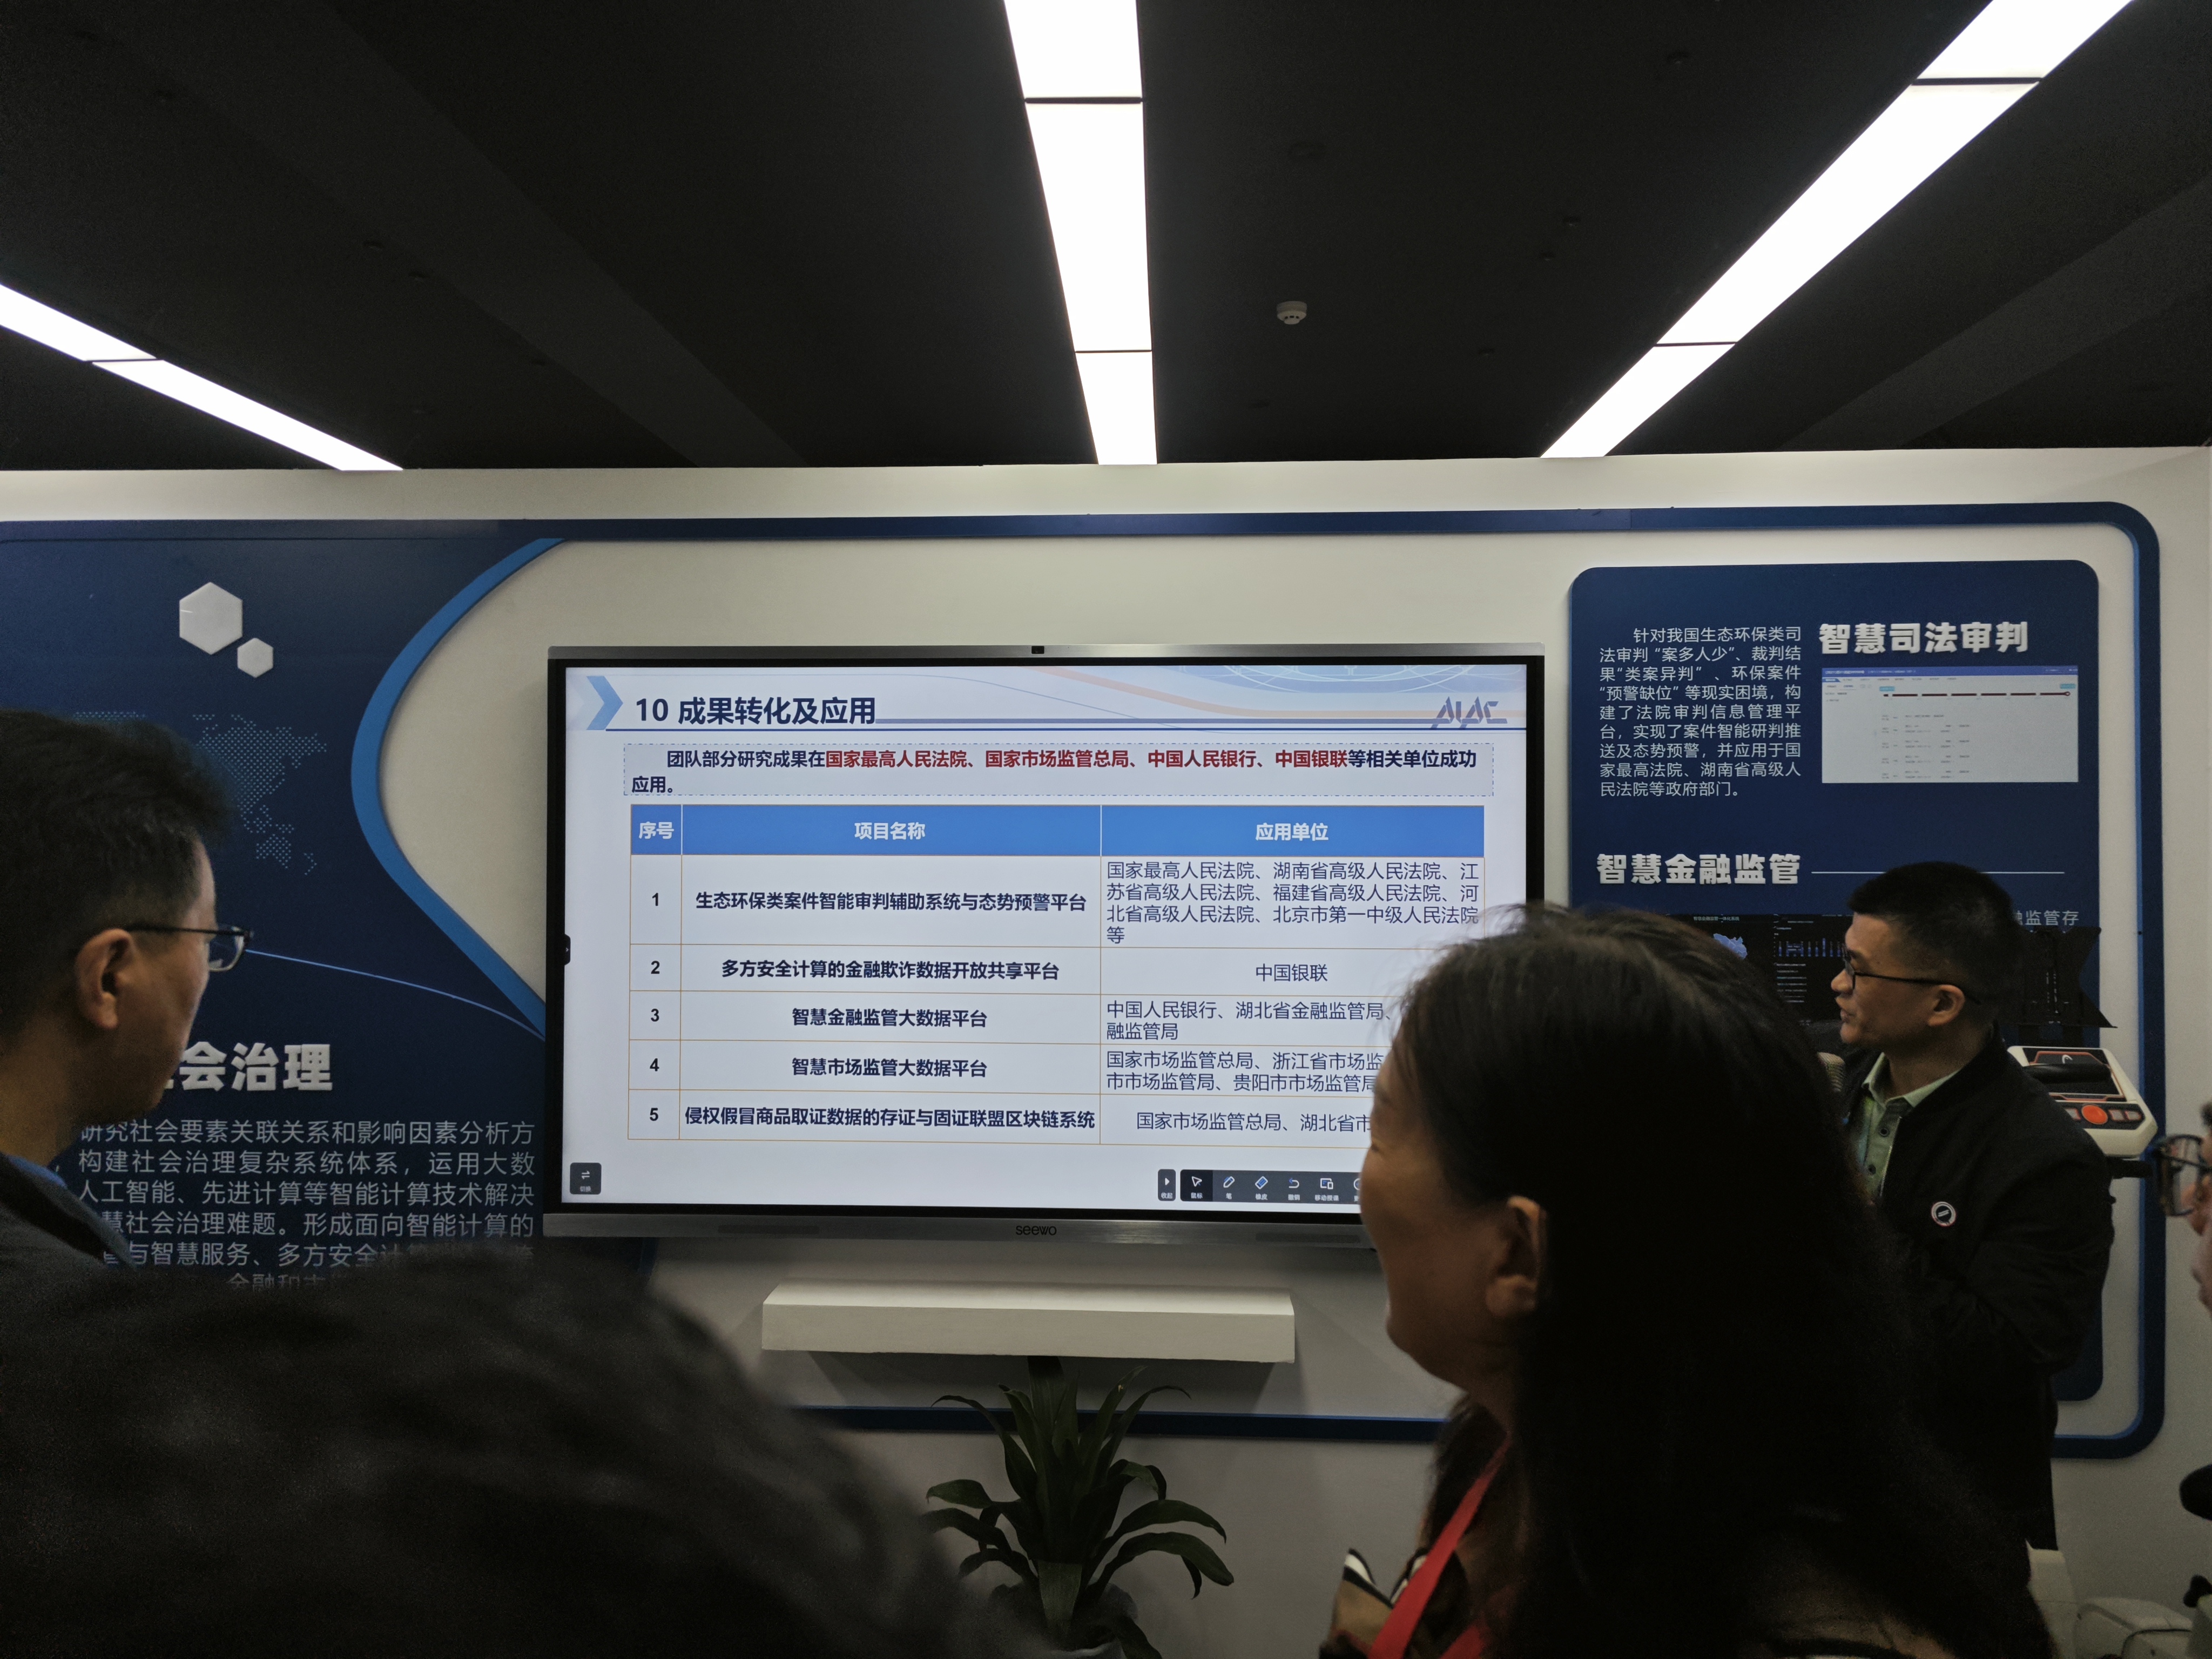 10 成果转化及应用
AIAC
团队部分研究成果在国家最高人民法院、国家市场监管总局、中国人民银行、中国银联等相关单位成功
应用。
序号
项目名称
应用单位
1
生态环保类案件智能审判辅助系统与态势预警平台
国家最高人民法院、湖南省高级人民法院、江
苏省高级人民法院、福建省高级人民法院、河
北省高级人民法院、北京市第一中级人民法院
等
2
多方安全计算的金融欺诈数据开放共享平台
中国银联
3
智慧金融监管大数据平台
中国人民银行、湖北省金融监管局、
融监管局
4
智慧市场监管大数据平台
国家市场监管总局、浙江省市场监
市市场监管局、贵阳市市场监管局
5
侵权假冒商品取证数据的存证与固证联盟区块链系统
国家市场监管总局、湖北省市
切换
收起
鼠标
笔
橡皮
撤销
seewo
会治理
研究社会要素关联关系和影响因素分析方
，构建社会治理复杂系统体系，运用大数
人工智能、先进计算等智能计算技术解决
慧社会治理难题。形成面向智能计算的
与智慧服务、多方安全计算
金融和
智慧司法审判
针对我国生态环保类司
法审判“案多人少”、裁判结
果“类案异判”、环保案件
“预警缺位”等现实困境，构
建了法院审判信息管理平
台，实现了案件智能研判推
送及态势预警，并应用于国
家最高法院、湖南省高级人
民法院等政府部门。
智慧金融监管
监管存